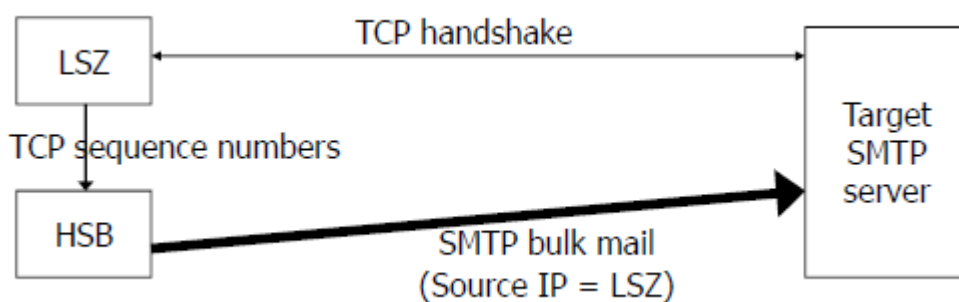 TCP handshake
LSZ
TCP sequence numbers
HSB
SMTP bulk mail
(Source IP = LSZ)
Target
SMTP
server